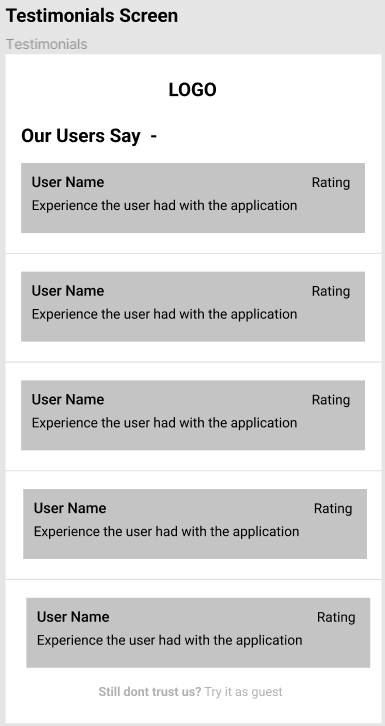 Testimonials Screen
Testimonials
LOGO
Our Users Say -
User Name Rating
Experience the user had with the application
User Name Rating
Experience the user had with the application
User Name Rating
Experience the user had with the application
User Name Rating
Experience the user had with the application
User Name Rating
Experience the user had with the application
Still dont trust us? Try it as guest